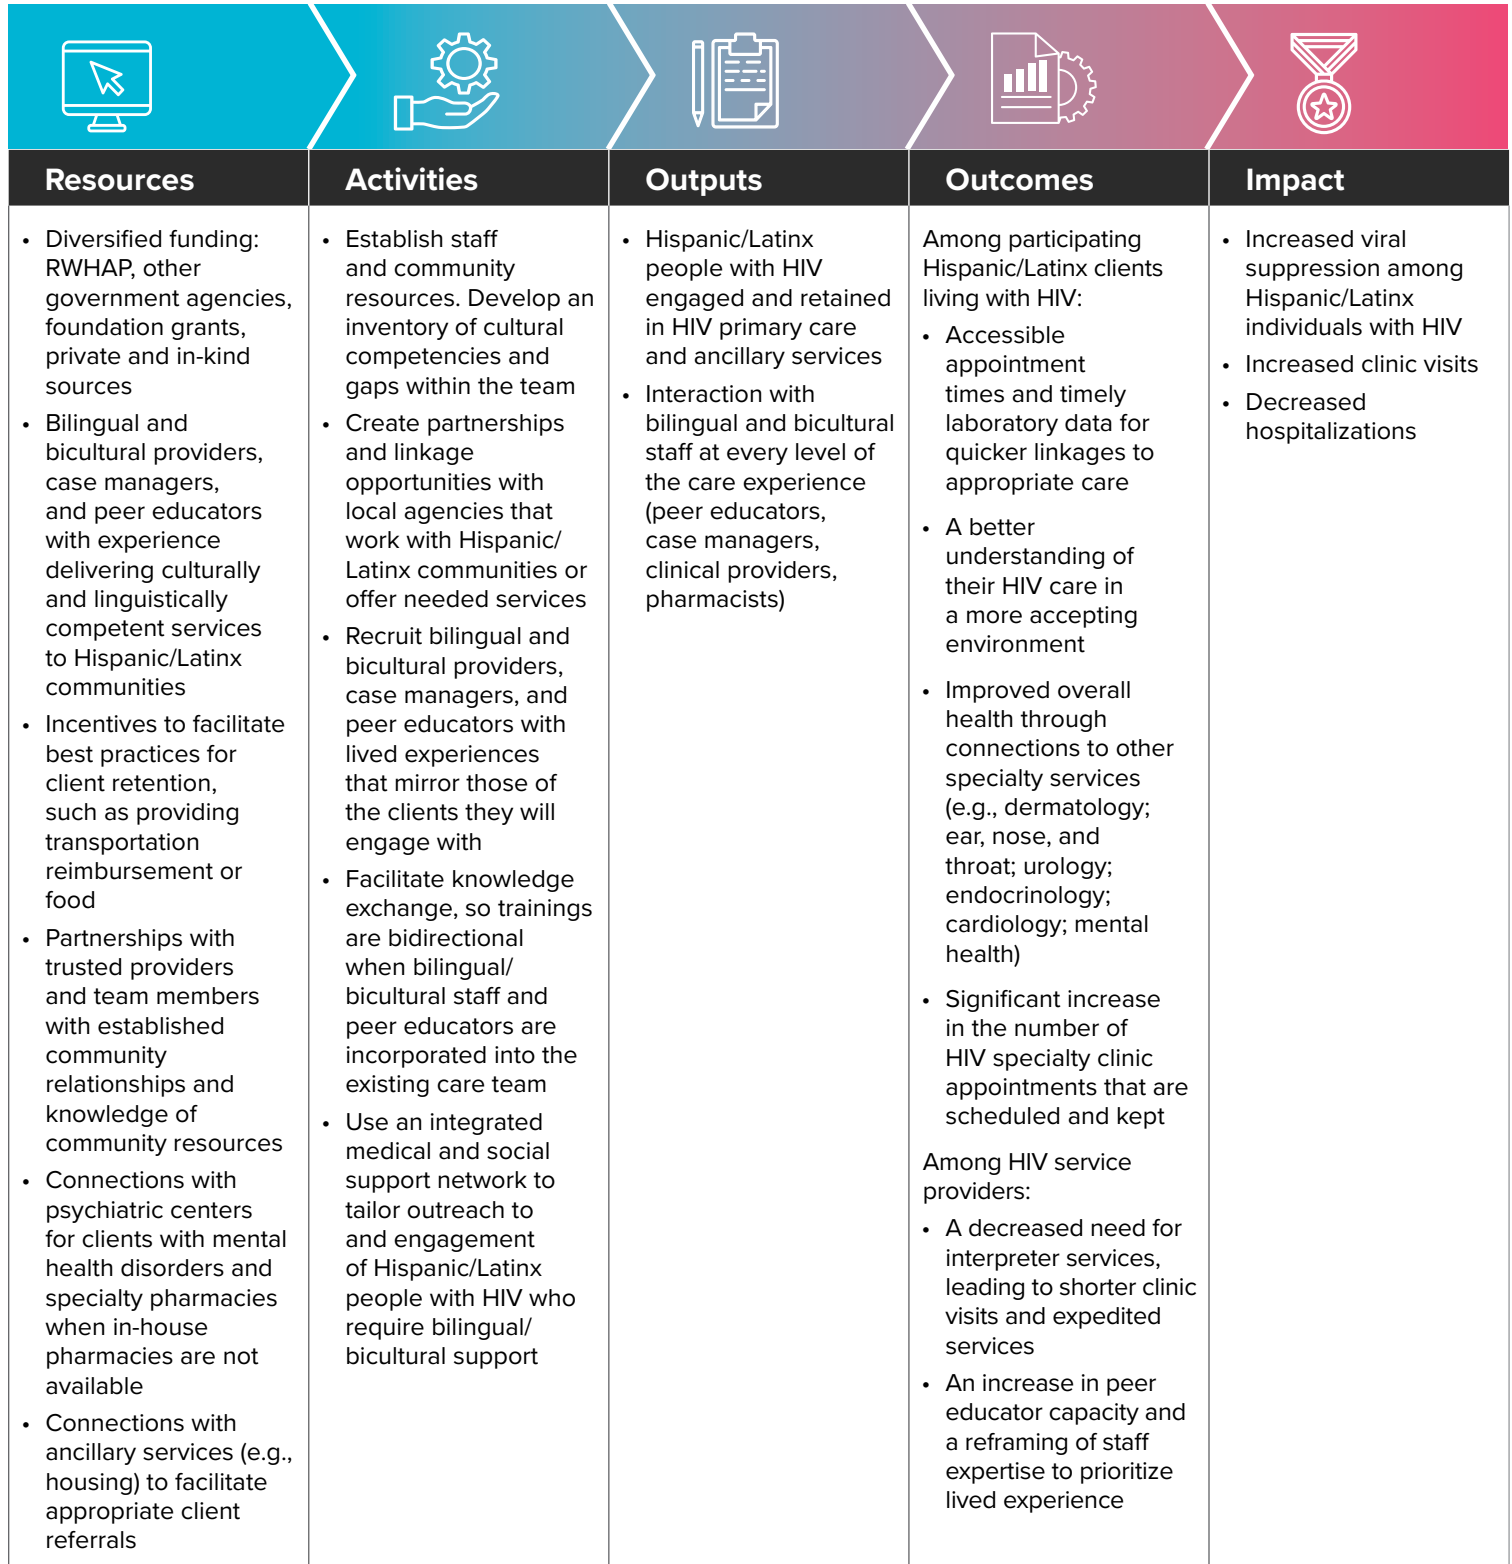 Resources
Activities
Outputs
Outcomes
Impact
• Diversified funding:
RWHAP, other
government agencies,
foundation grants,
private and in-kind
sources
• Bilingual and
bicultural providers,
case managers,
and peer educators
with experience
delivering culturally
and linguistically
competent services
to Hispanic/Latinx
communities
• Incentives to facilitate
best practices for
client retention,
such as providing
transportation
reimbursement or
food
• Partnerships with
trusted providers
and team members
with established
community
relationships and
knowledge of
community resources
• Connections with
psychiatric centers
for clients with mental
health disorders and
specialty pharmacies
when in-house
pharmacies are not
available
• Connections with
ancillary services (e.g.,
housing) to facilitate
appropriate client
referrals
• Establish staff
and community
resources. Develop an
inventory of cultural
competencies and
gaps within the team
• Create partnerships
and linkage
opportunities with
local agencies that
work with Hispanic/
Latinx communities or
offer needed services
• Recruit bilingual and
bicultural providers,
case managers, and
peer educators with
lived experiences
that mirror those of
the clients they will
engage with
• Facilitate knowledge
exchange, so trainings
are bidirectional
when bilingual/
bicultural staff and
peer educators are
incorporated into the
existing care team
• Use an integrated
medical and social
support network to
tailor outreach to
and engagement
of Hispanic/Latinx
people with HIV who
require bilingual/
bicultural support
• Hispanic/Latinx
people with HIV
engaged and retained
in HIV primary care
and ancillary services
• Interaction with
bilingual and bicultural
staff at every level of
the care experience
(peer educators,
case managers,
clinical providers,
pharmacists)
Among participating
Hispanic/Latinx clients
living with HIV:
• Accessible
appointment
times and timely
laboratory data for
quicker linkages to
appropriate care
• A better
understanding of
their HIV care in
a more accepting
environment
• Improved overall
health through
connections to other
specialty services
(e.g., dermatology;
ear, nose, and
throat; urology;
endocrinology;
cardiology; mental
health)
• Significant increase
in the number of
HIV specialty clinic
appointments that are
scheduled and kept
Among HIV service
providers:
• A decreased need for
interpreter services,
leading to shorter clinic
visits and expedited
services
• An increase in peer
educator capacity and
a reframing of staff
expertise to prioritize
lived experience
• Increased viral
suppression among
Hispanic/Latinx
individuals with HIV
• Increased clinic visits
• Decreased
hospitalizations